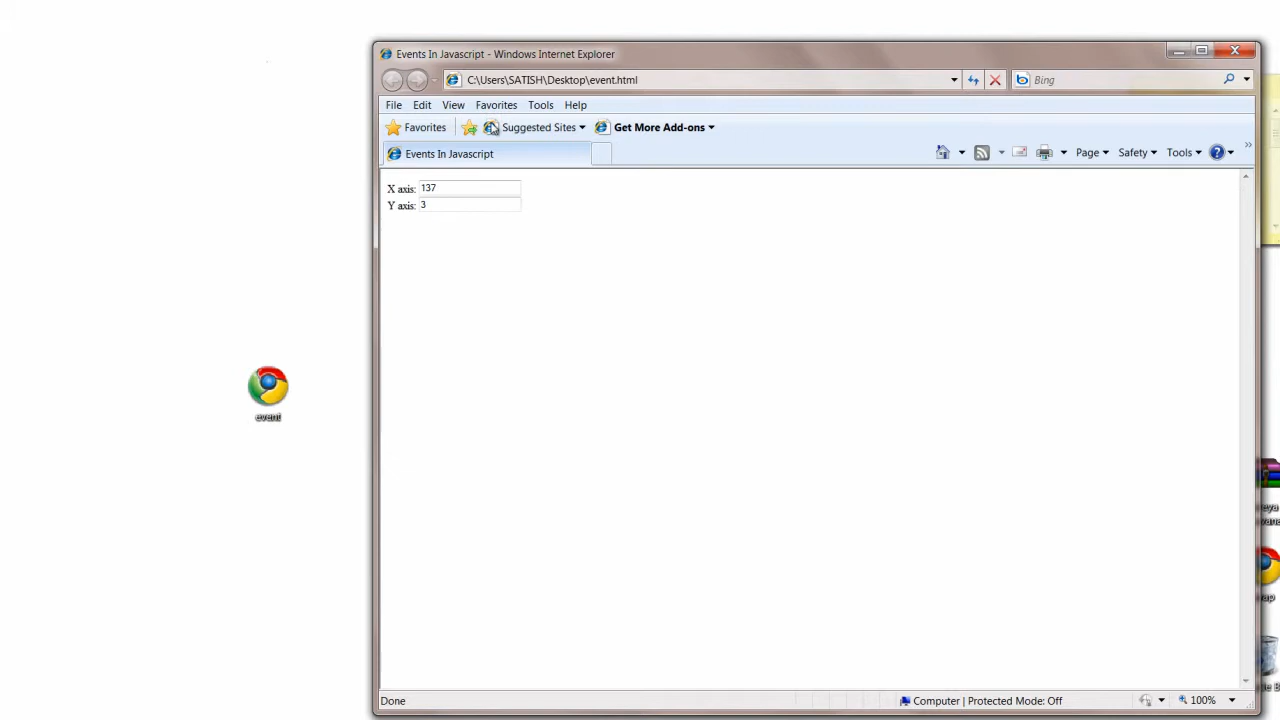 Events In Javascript - Windows Internet Explorer
C:\Users\SATISH\Desktop\event.html
Bing
File Edit View Favorites Tools Help
Favorites Suggested Sites Get More Add-ons
Events In Javascript
Page Safety Tools
X axis: 137
Y axis: 3
event
Done
Computer | Protected Mode: Off
100%